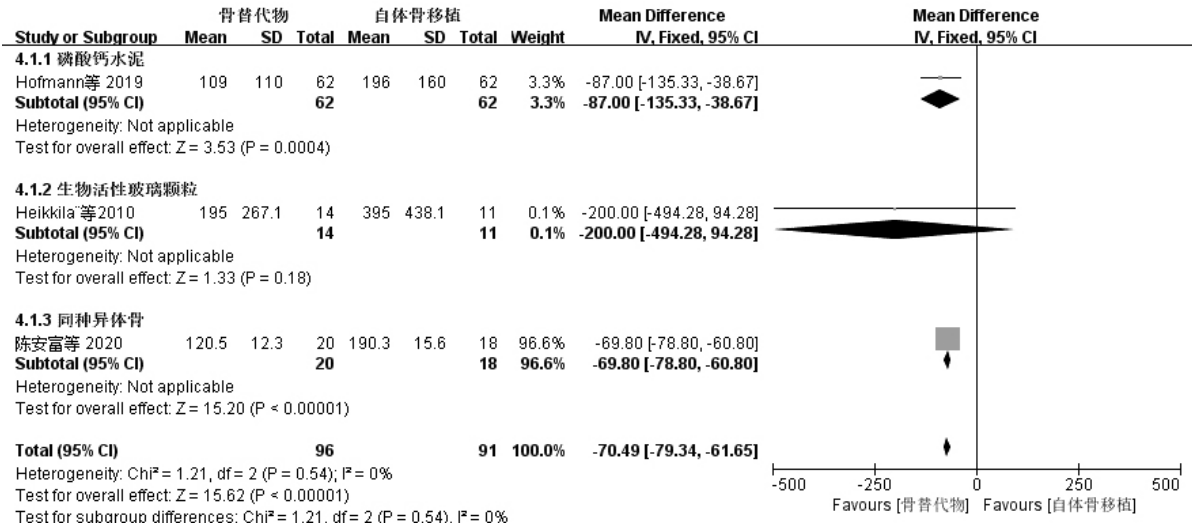 骨替代物 自体骨移植 Mean Difference Mean Difference
Study or Subgroup Mean SD Total Mean SD Total Weight IV, Fixed, 95% CI IV, Fixed, 95% CI
4.1.1 磷酸钙水泥
Hofmann等 2019 109 110 62 196 160 62 3.3% -87.00 [-135.33, -38.67]
Subtotal (95% CI) 62 62 3.3% -87.00 [-135.33, -38.67]
Heterogeneity: Not applicable
Test for overall effect: Z = 3.53 (P = 0.0004)
4.1.2 生物活性玻璃颗粒
Heikkila¨等2010 195 267.1 14 395 438.1 11 0.1% -200.00 [-494.28, 94.28]
Subtotal (95% CI) 14 11 0.1% -200.00 [-494.28, 94.28]
Heterogeneity: Not applicable
Test for overall effect: Z = 1.33 (P = 0.18)
4.1.3 同种异体骨
陈安富等 2020 120.5 12.3 20 190.3 15.6 18 96.6% -69.80 [-78.80, -60.80]
Subtotal (95% CI) 20 18 96.6% -69.80 [-78.80, -60.80]
Heterogeneity: Not applicable
Test for overall effect: Z = 15.20 (P < 0.00001)
Total (95% CI) 96 91 100.0% -70.49 [-79.34, -61.65]
Heterogeneity: Chi² = 1.21, df = 2 (P = 0.54); I² = 0%
Test for overall effect: Z = 15.62 (P < 0.00001)
Test for subgroup differences: Chi² = 1.21, df = 2 (P = 0.54), I² = 0%
-500 -250 0 250 500
Favours [骨替代物] Favours [自体骨移植]